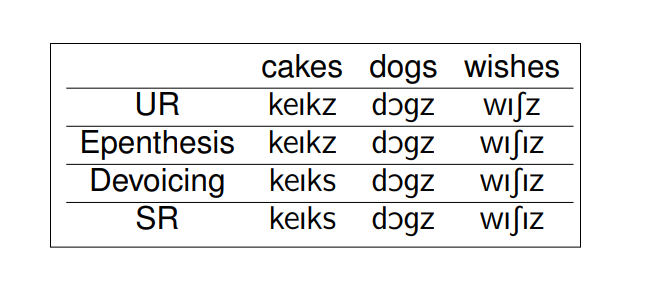 cakes dogs wishes
UR keɪkz dɔgz wɪʃz
Epenthesis keɪkz dɔgz wɪʃɪz
Devoicing keɪks dɔgz wɪʃɪz
SR keɪks dɔgz wɪʃɪz